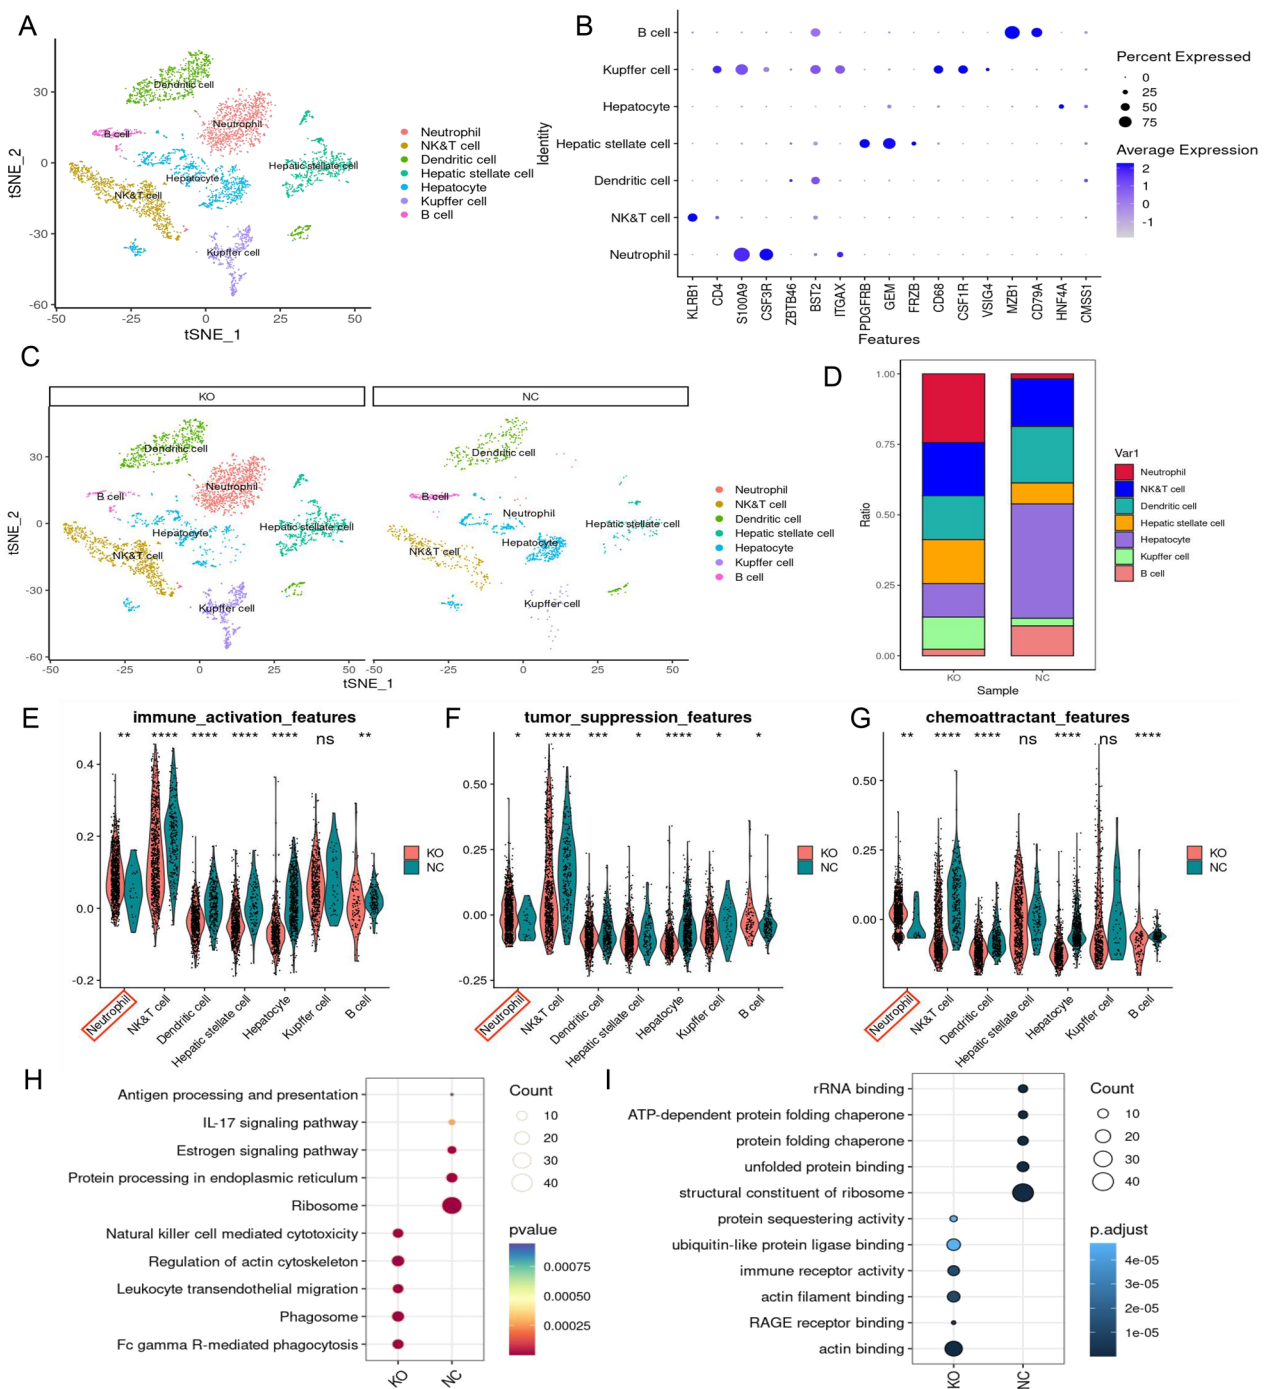 A
tSNE_2
30
0
-30
-60
-50
-25
0
25
50
tSNE_1
Dendritic cell
Neutrophil
B cell
Hepatic stellate cell
Hepatocyte
NK&T cell
Kupffer cell
Neutrophil
NK&T cell
Dendritic cell
Hepatic stellate cell
Hepatocyte
Kupffer cell
B cell
B
Identity
B cell
Kupffer cell
Hepatocyte
Hepatic stellate cell
Dendritic cell
NK&T cell
Neutrophil
KLRB1
CD4
S100A9
CSF3R
ZBTB46
BST2
ITGAX
PDGFRB
GEM
FRZB
CD68
CSF1R
VSIG4
MZB1
CD79A
HNF4A
CMSS1
Features
Percent Expressed
0
25
50
75
Average Expression
2
1
0
-1
C
KO
NC
tSNE_2
30
0
-30
-60
Dendritic cell
Neutrophil
B cell
Hepatic stellate cell
Hepatocyte
NK&T cell
Kupffer cell
Dendritic cell
B cell
Neutrophil
Hepatic stellate cell
Hepatocyte
NK&T cell
Kupffer cell
-50
-25
0
25
50
-50
-25
0
25
50
tSNE_1
Neutrophil
NK&T cell
Dendritic cell
Hepatic stellate cell
Hepatocyte
Kupffer cell
B cell
D
Ratio
1.00
0.75
0.50
0.25
0.00
KO
NC
Sample
Var1
Neutrophil
NK&T cell
Dendritic cell
Hepatic stellate cell
Hepatocyte
Kupffer cell
B cell
E
immune_activation_features
** **** **** **** **** ns **
0.4
0.2
0.0
-0.2
KO
NC
Neutrophil
NK&T cell
Dendritic cell
Hepatic stellate cell
Hepatocyte
Kupffer cell
B cell
F
tumor_suppression_features
* **** *** * **** * *
0.50
0.25
0.00
-0.25
KO
NC
Neutrophil
NK&T cell
Dendritic cell
Hepatic stellate cell
Hepatocyte
Kupffer cell
B cell
G
chemoattractant_features
** **** **** ns **** ns ****
0.50
0.25
0.00
KO
NC
Neutrophil
NK&T cell
Dendritic cell
Hepatic stellate cell
Hepatocyte
Kupffer cell
B cell
H
Antigen processing and presentation
IL-17 signaling pathway
Estrogen signaling pathway
Protein processing in endoplasmic reticulum
Ribosome
Natural killer cell mediated cytotoxicity
Regulation of actin cytoskeleton
Leukocyte transendothelial migration
Phagosome
Fc gamma R-mediated phagocytosis
KO
NC
Count
10
20
30
40
pvalue
0.00075
0.00050
0.00025
I
rRNA binding
ATP-dependent protein folding chaperone
protein folding chaperone
unfolded protein binding
structural constituent of ribosome
protein sequestering activity
ubiquitin-like protein ligase binding
immune receptor activity
actin filament binding
RAGE receptor binding
actin binding
KO
NC
Count
10
20
30
40
p.adjust
4e-05
3e-05
2e-05
1e-05